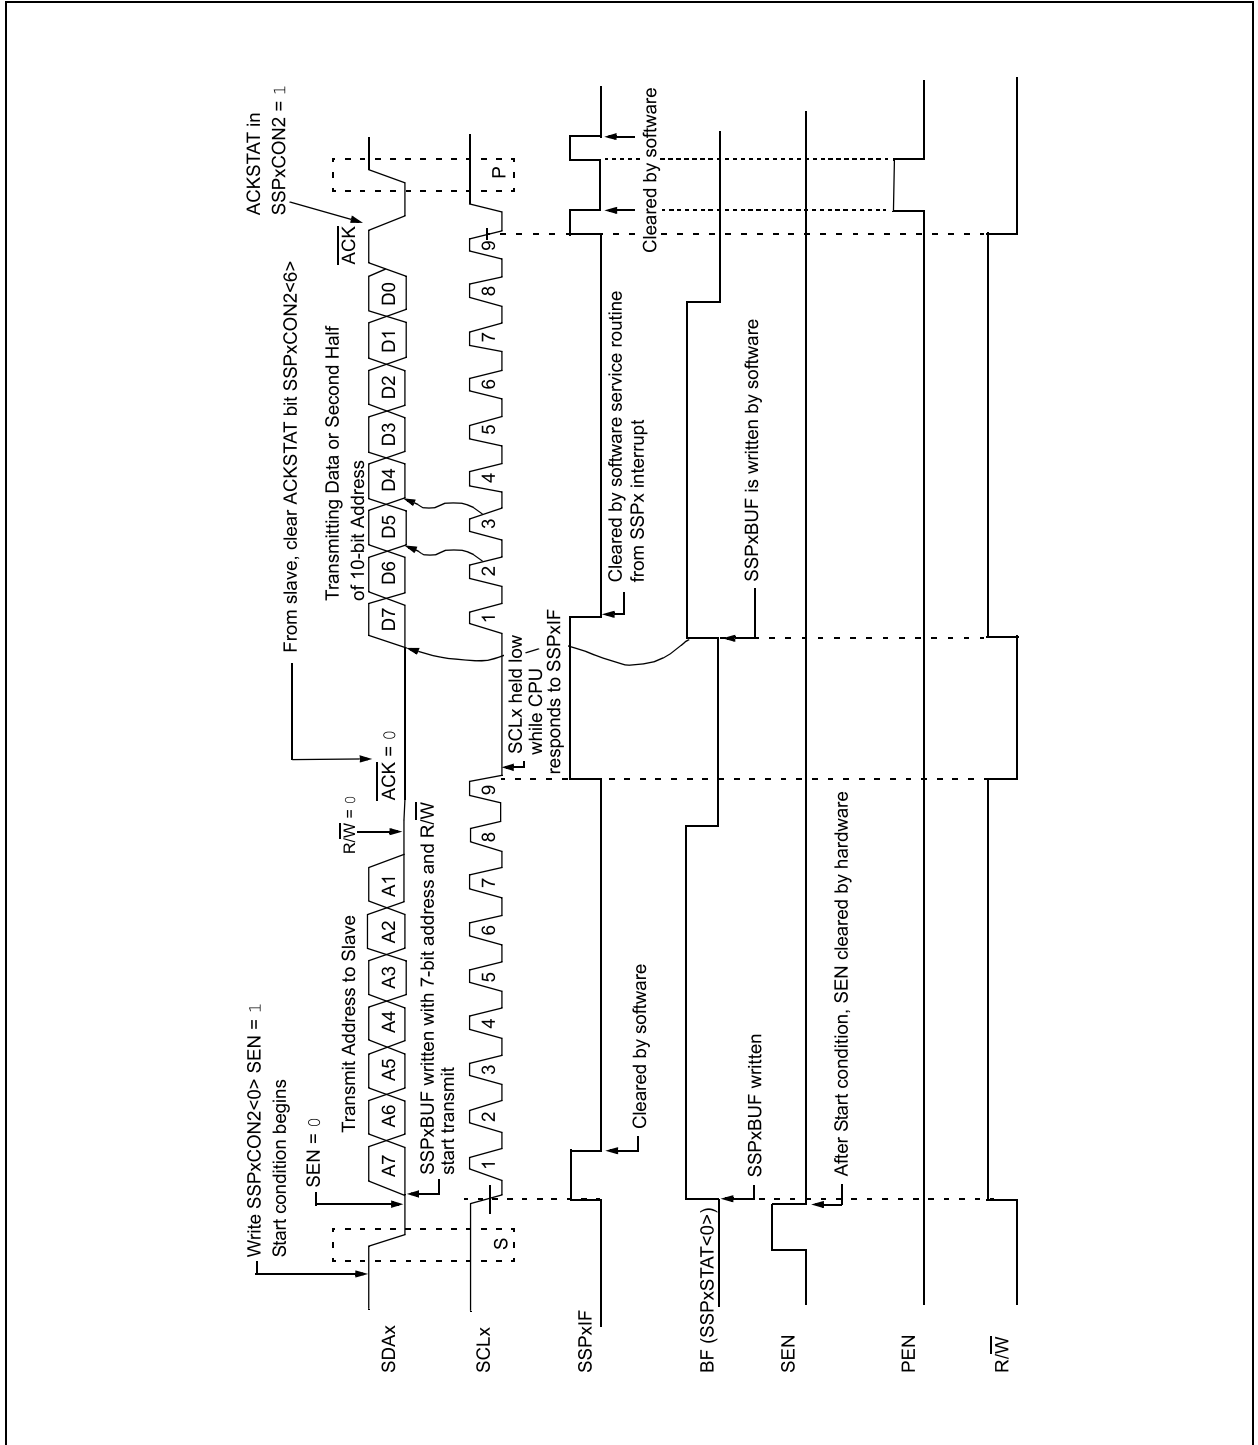 Write SSPxCON2<0> SEN = 1
Start condition begins
SEN = 0
Transmit Address to Slave
R/W = 0
From slave, clear ACKSTAT bit SSPxCON2<6>
ACK = 0
Transmitting Data or Second Half
of 10-bit Address
ACK
ACKSTAT in
SSPxCON2 = 1
SDAx
A7 A6 A5 A4 A3 A2 A1
D7 D6 D5 D4 D3 D2 D1 D0
SSPxBUF written with 7-bit address and R/W
start transmit
SCLx
S
1 2 3 4 5 6 7 8 9
1 2 3 4 5 6 7 8 9
P
SCLx held low
while CPU
responds to SSPxIF
SSPxIF
Cleared by software
Cleared by software service routine
from SSPx interrupt
Cleared by software
Cleared by software
BF (SSPxSTAT<0>)
SSPxBUF written
SSPxBUF is written by software
SEN
After Start condition, SEN cleared by hardware
PEN
R/W